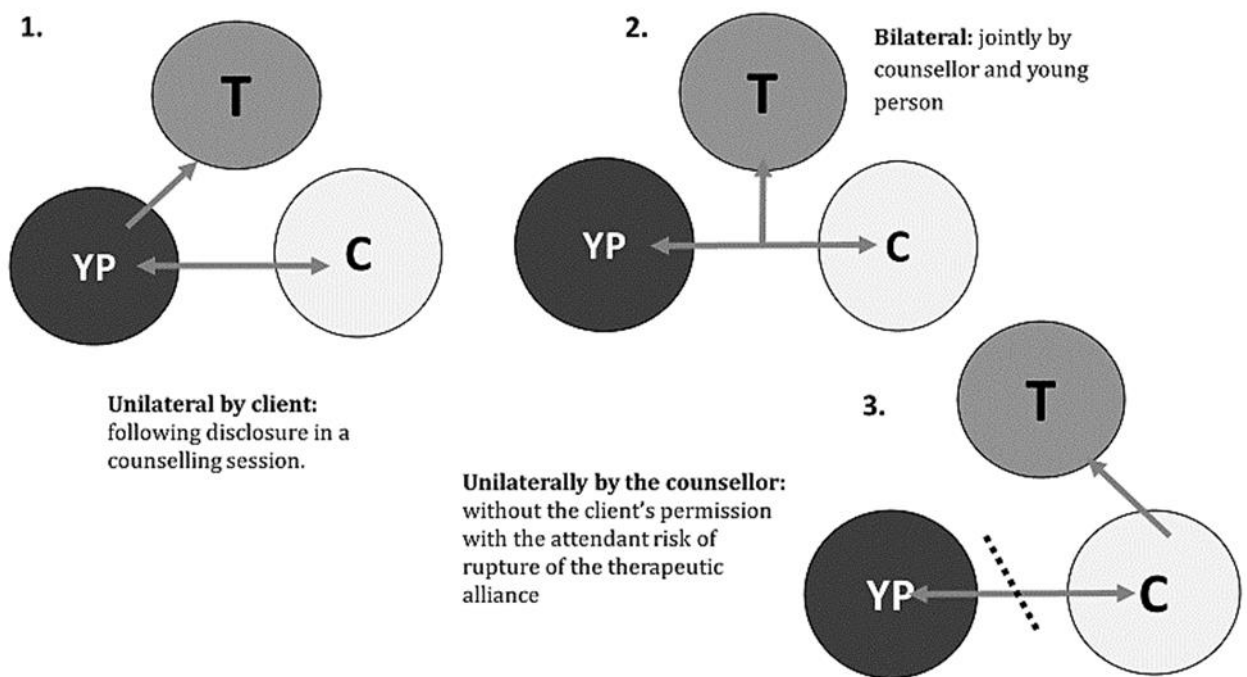 1.
T
YP
C
Unilateral by client:
following disclosure in a
counselling session.
2.
Bilateral: jointly by
counsellor and young
person
T
YP
C
3.
T
Unilaterally by the counsellor:
without the client's permission
with the attendant risk of
rupture of the therapeutic
alliance
YP
C